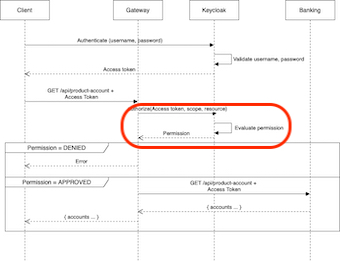 Client
Gateway
Keycloak
Banking
Authenticate (username, password)
Validate username, password
Access token
GET /api/product-account +
Access Token
(Access token, scope, resource)
Evaluate permission
Permission
Permission = DENIED
Error
Permission = APPROVED
GET /api/product-account +
Access Token
( accounts ... )
( accounts ... )